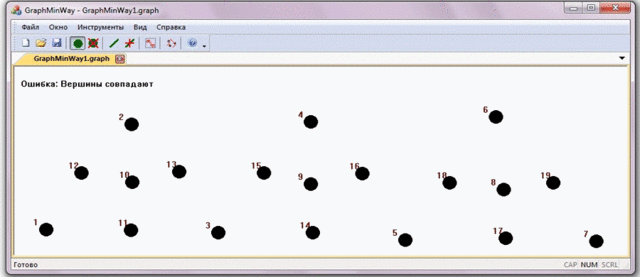 GraphMinWay - GraphMinWay1.graph
Файл Окно Инструменты Вид Справка
GraphMinWay1.graph
Ошибка: Вершины совпадают
2 4 6
12 10 13 15 9 16 18 8 19
1 11 3 14 5 17 7
Готово CAP NUM SCRL